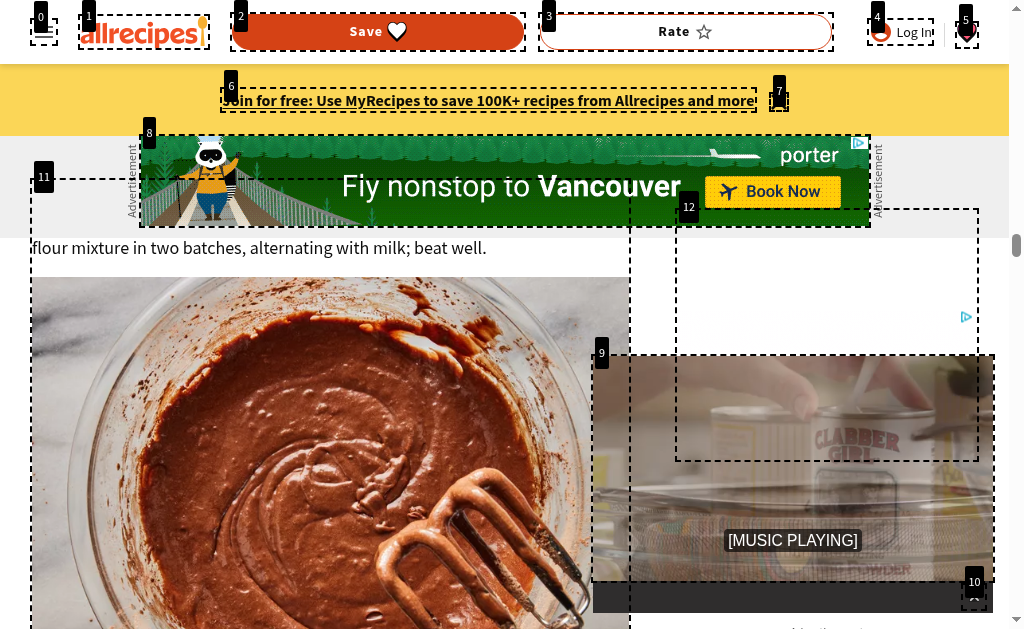 0
1
2
3
4
5
allrecipes
Save
Rate
Log In
6
7
Join for free: Use MyRecipes to save 100K+ recipes from Allrecipes and more
8
Advertisement
porter
Fly nonstop to Vancouver
Book Now
Advertisement
11
12
flour mixture in two batches, alternating with milk; beat well.
9
CLABBER
GIRL
[MUSIC PLAYING]
POWDER
10